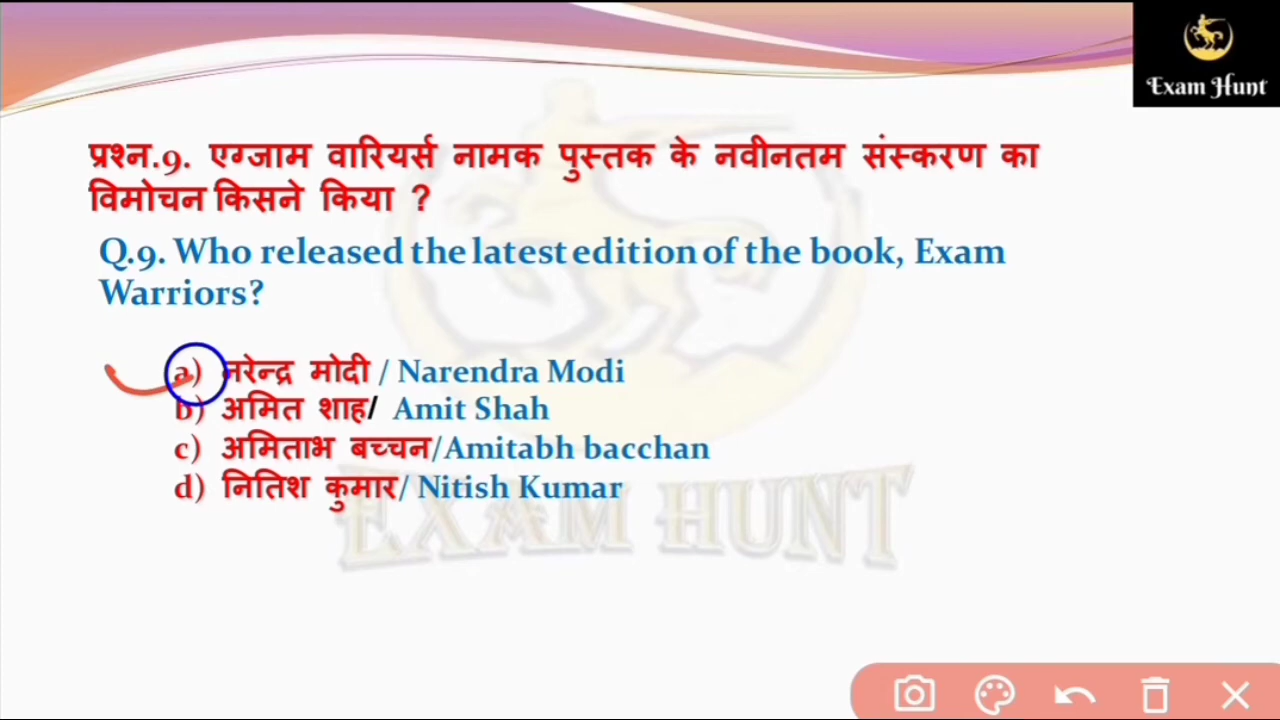 Exam Hunt
प्रश्न.9. एग्जाम वारियर्स नामक पुस्तक के नवीनतम संस्करण का
विमोचन किसने किया ?
Q.9. Who released the latest edition of the book, Exam
Warriors?
a) नरेन्द्र मोदी / Narendra Modi
b) अमित शाह/ Amit Shah
c) अमिताभ बच्चन/Amitabh bacchan
d) नितिश कुमार/ Nitish Kumar
EXAM HUNT